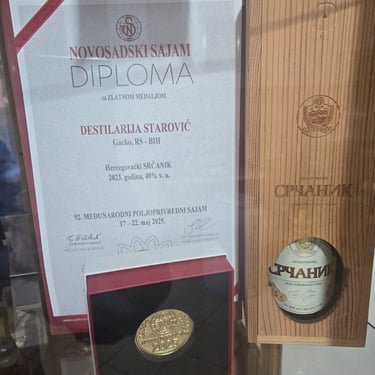 NOVOSADSKI SAJAM
DIPLOMA
sa ZLATNOM MEDALJOM
DESTILARIJA STAROVIĆ
Gacko, RS - BIH
Hercegovački SRČANIK
2023. godina, 40% v. a.
92. MEĐUNARODNI POLJOPRIVREDNI SAJAM
17 - 22. maj 2025.
СРЧАНИК
СРЧАНИК